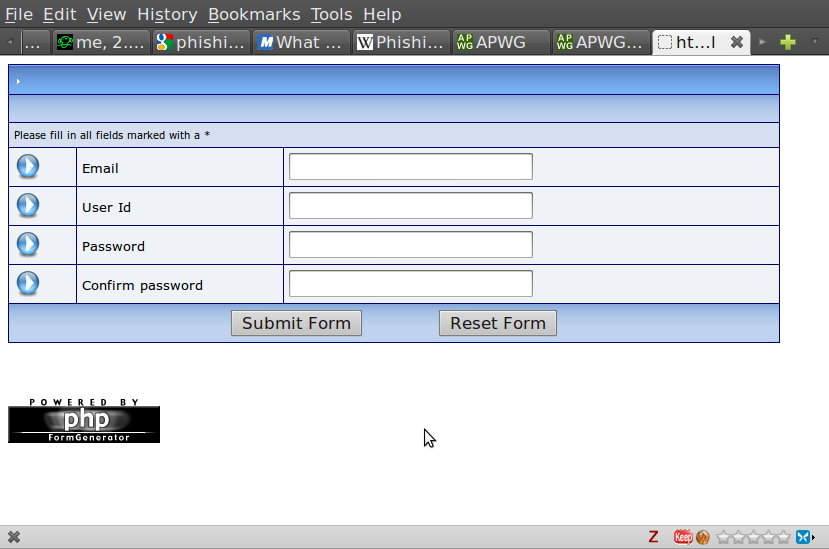 File Edit View History Bookmarks Tools Help
... me, 2.... phishi... What ... Phishi... APWG APWG... ht...l
Please fill in all fields marked with a *
Email
User Id
Password
Confirm password
Submit Form Reset Form
POWERED BY
php
FormGenerator
Z Keep